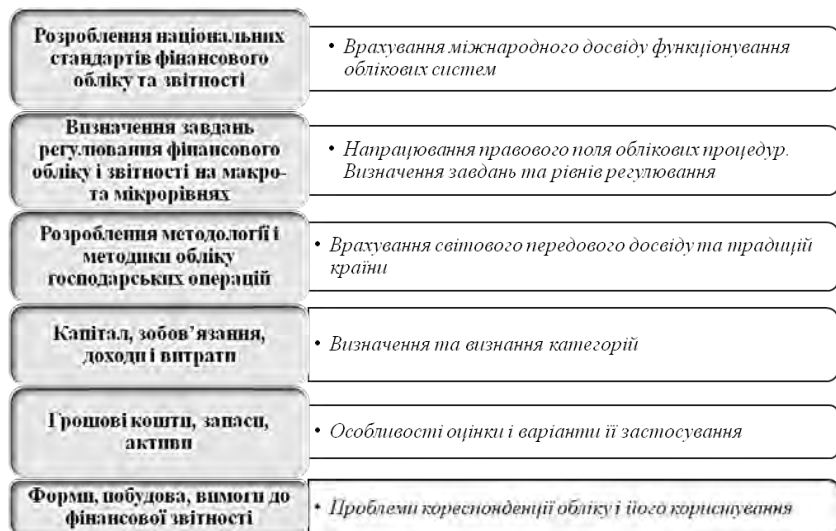 Розроблення національних
стандартів фінансового
обліку та звітності
• Врахування міжнародного досвіду функціонування
облікових систем
Визначення завдань
регулювання фінансового
обліку і звітності на макро-
та мікрорівнях
• Напрацювання правового поля облікових процедур.
Визначення завдань та рівнів регулювання
Розроблення методології і
методики обліку
господарських операцій
• Врахування світового передового досвіду та традицій
країни
Капітал, зобов’язання,
доходи і витрати
• Визначення та визнання категорій
Грошові кошти, запаси,
активи
• Особливості оцінки і варіанти її застосування
Форми, побудова, вимоги до
фінансової звітності
• Проблеми кореспонденції обліку і його користування